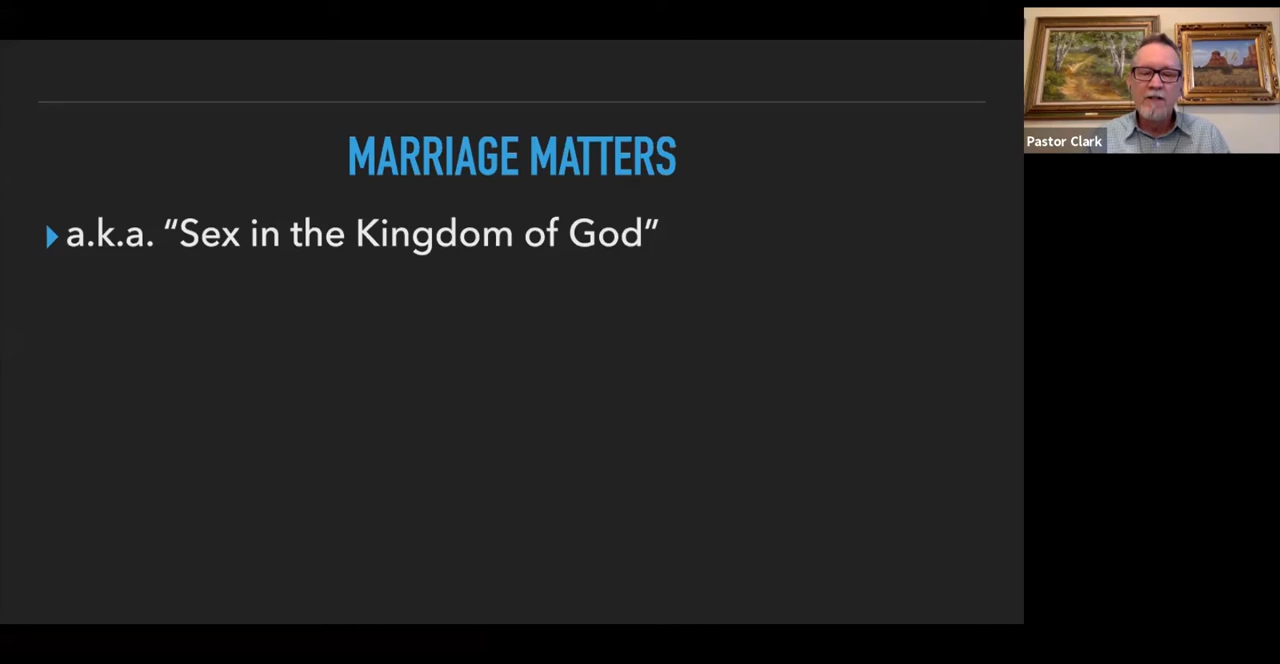 MARRIAGE MATTERS
a.k.a. “Sex in the Kingdom of God”
Pastor Clark